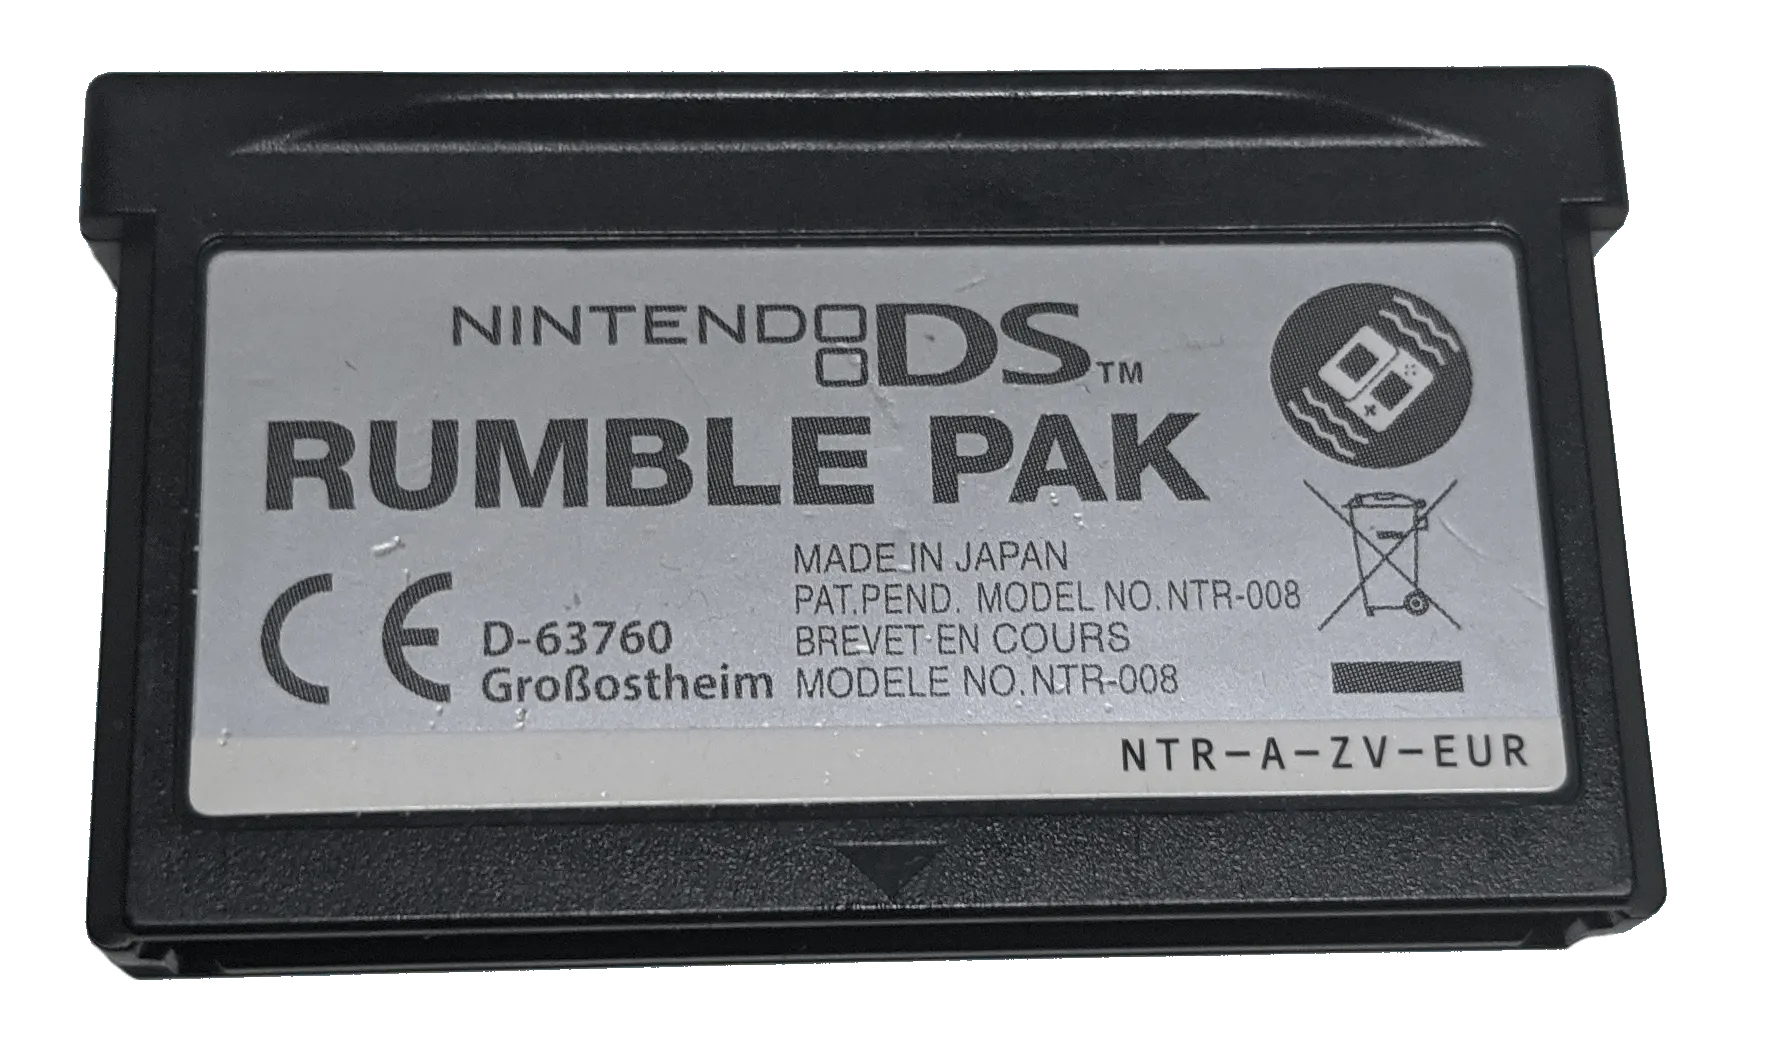 NINTENDO DS™
RUMBLE PAK
MADE IN JAPAN
PAT.PEND. MODEL NO.NTR-008
BREVET EN COURS
MODELE NO.NTR-008
CE
D-63760
Großostheim
NTR-A-ZV-EUR